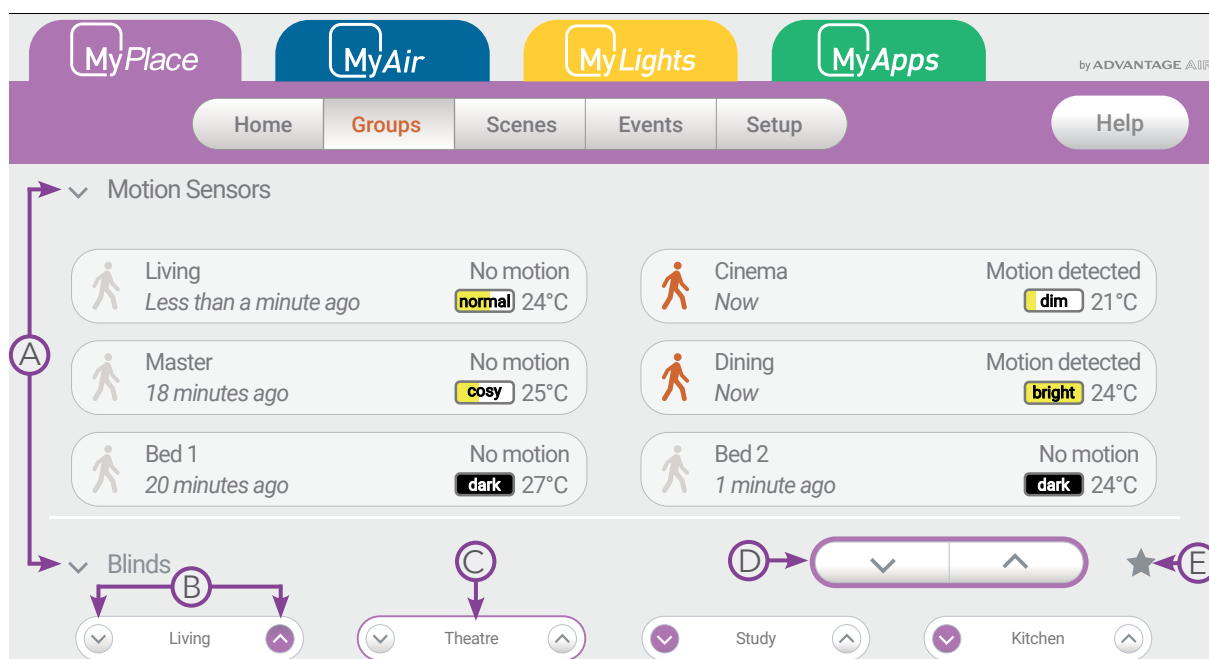 MyPlace MyAir MyLights MyApps by ADVANTAGE AIR
Home Groups Scenes Events Setup Help
Motion Sensors
Living No motion
Less than a minute ago normal 24°C
Cinema Motion detected
Now dim 21°C
A
Master No motion
18 minutes ago cosy 25°C
Dining Motion detected
Now bright 24°C
Bed 1 No motion
20 minutes ago dark 27°C
Bed 2 No motion
1 minute ago dark 24°C
Blinds
B
C
D
E
Living Theatre Study Kitchen